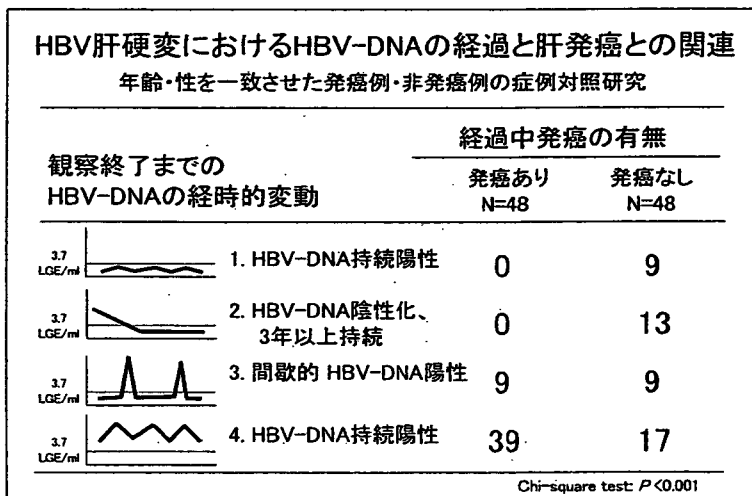 HBV肝硬変におけるHBV-DNAの経過と肝発癌との関連
年齢・性を一致させた発癌例・非発癌例の症例対照研究
経過中発癌の有無
観察終了までの
HBV-DNAの経時的変動
発癌あり
N=48
発癌なし
N=48
3.7
LGE/ml
1. HBV-DNA持続陽性
0
9
3.7
LGE/ml
2. HBV-DNA陰性化、
3年以上持続
0
13
3.7
LGE/ml
3. 間歇的 HBV-DNA陽性
9
9
3.7
LGE/ml
4. HBV-DNA持続陽性
39
17
Chi-square test: P<0.001